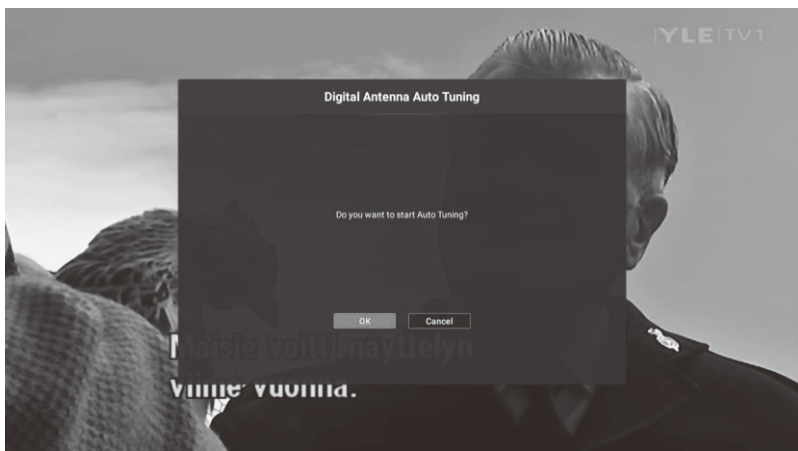 YLE TV1
Digital Antenna Auto Tuning
Do you want to start Auto Tuning?
OK Cancel
Maisie voitti näyttelyn
viime vuonna.